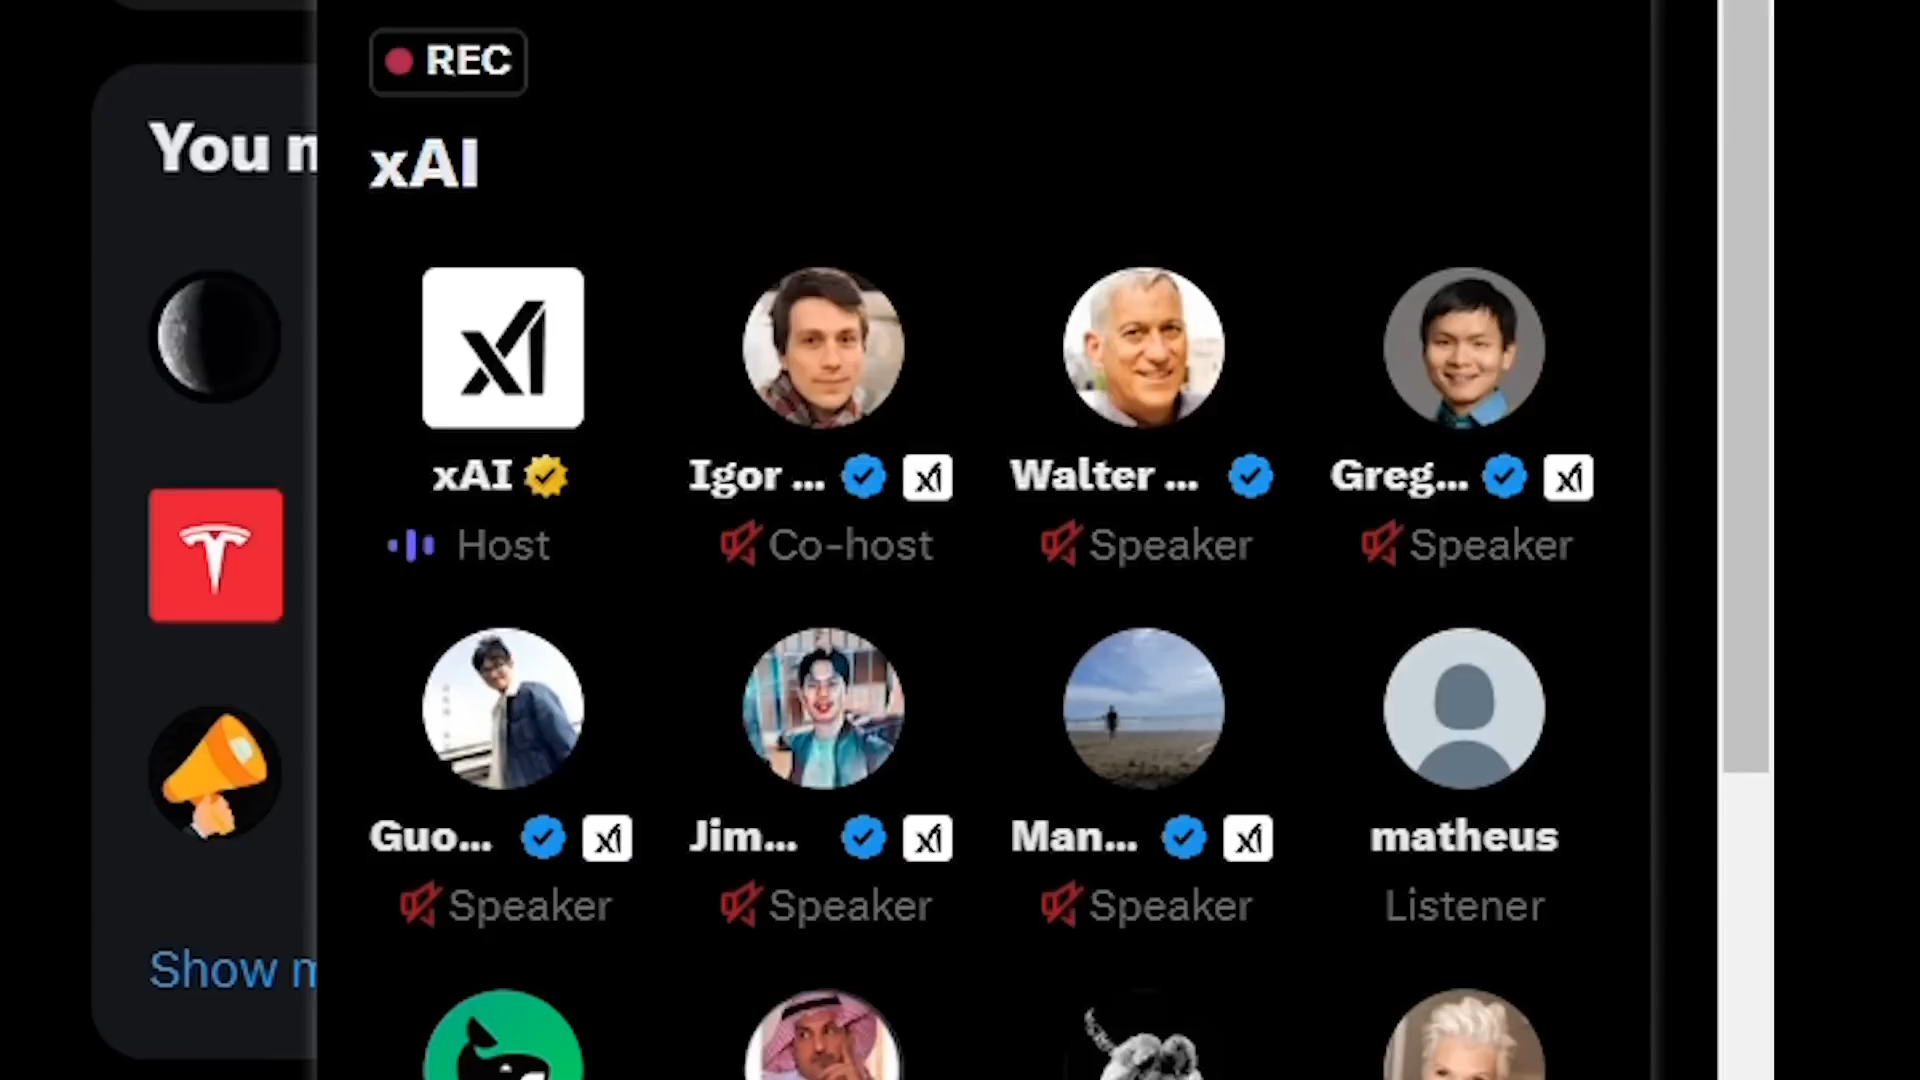 REC
You
xAI
xAI
Igor ...
Walter ...
Greg...
Host
Co-host
Speaker
Speaker
Guo...
Jim...
Man...
matheus
Speaker
Speaker
Speaker
Listener
Show